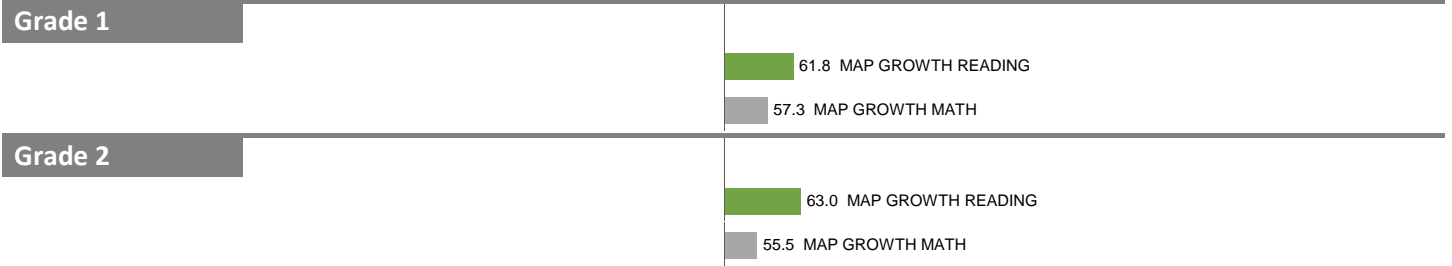 Grade 1
61.8 MAP GROWTH READING
57.3 MAP GROWTH MATH
Grade 2
63.0 MAP GROWTH READING
55.5 MAP GROWTH MATH